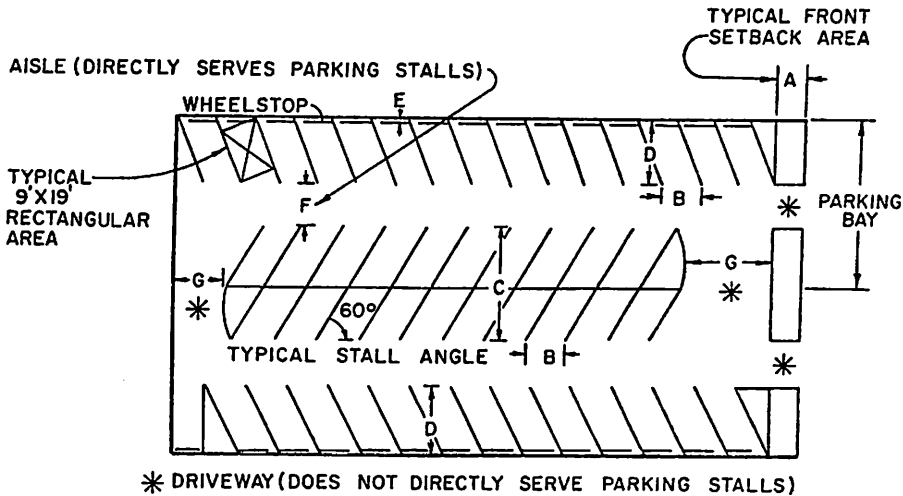 TYPICAL FRONT
SETBACK AREA
A
AISLE (DIRECTLY SERVES PARKING STALLS)
WHEELSTOP
E
TYPICAL
9'X19'
RECTANGULAR
AREA
D
F
B
PARKING
BAY
G
C
G
60°
TYPICAL STALL ANGLE
B
D
* DRIVEWAY (DOES NOT DIRECTLY SERVE PARKING STALLS)